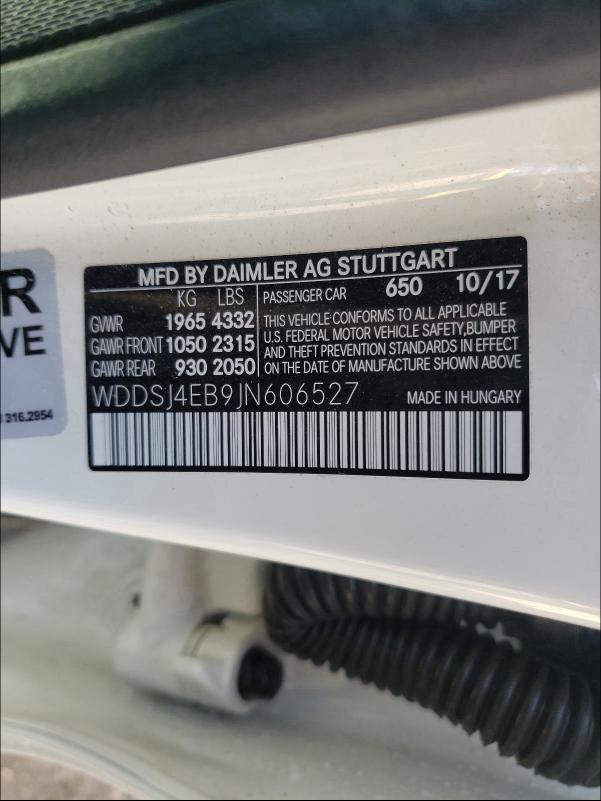 MFD BY DAIMLER AG STUTTGART
KG LBS
GVWR 1965 4332
GAWR FRONT 1050 2315
GAWR REAR 930 2050
PASSENGER CAR 650 10/17
THIS VEHICLE CONFORMS TO ALL APPLICABLE
U.S. FEDERAL MOTOR VEHICLE SAFETY,BUMPER
AND THEFT PREVENTION STANDARDS IN EFFECT
ON THE DATE OF MANUFACTURE SHOWN ABOVE
WDDSJ4EB9JN606527 MADE IN HUNGARY
R
VE
316.2954